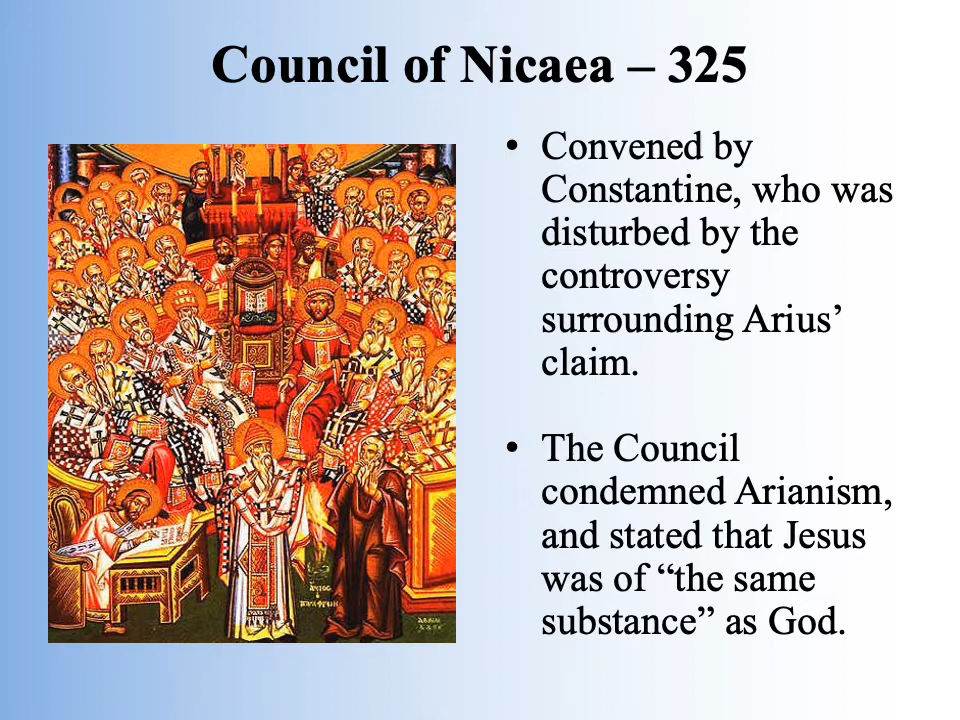 Council of Nicaea – 325
• Convened by
Constantine, who was
disturbed by the
controversy
surrounding Arius’
claim.
• The Council
condemned Arianism,
and stated that Jesus
was of “the same
substance” as God.